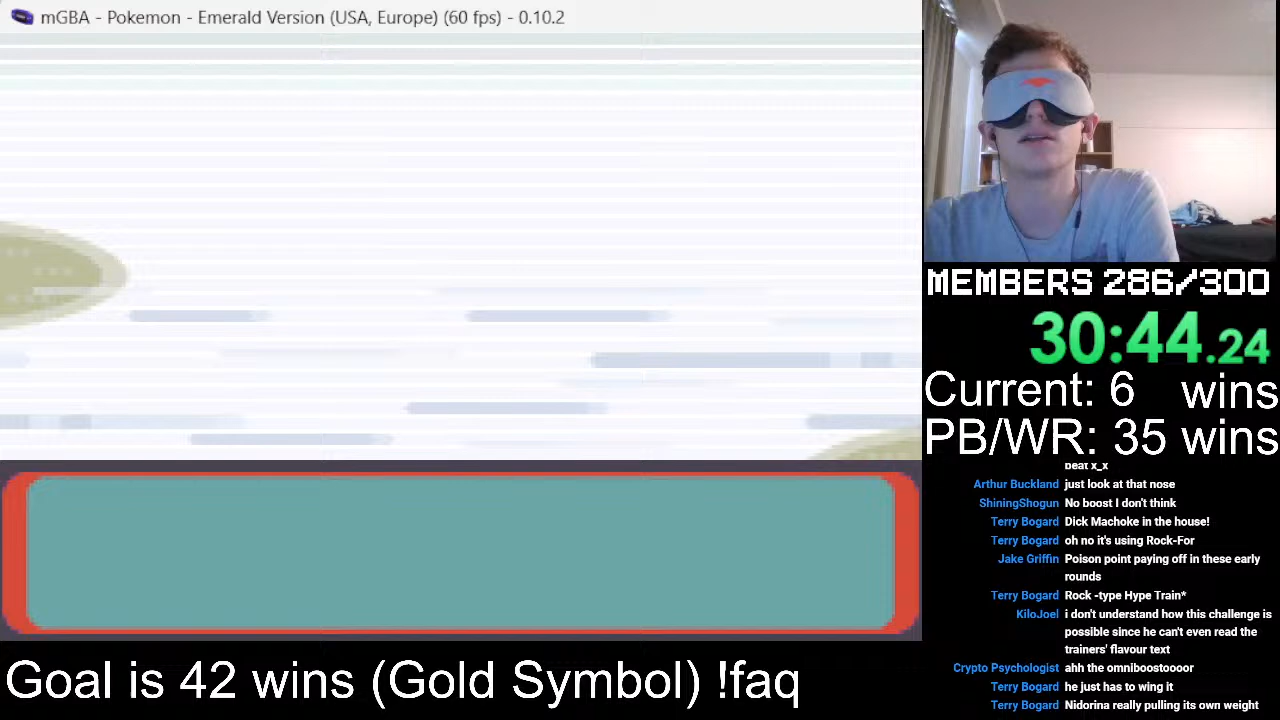 mGBA - Pokemon - Emerald Version (USA, Europe) (60 fps) - 0.10.2
MEMBERS 286/300
30:44.24
Current: 6 wins
PB/WR: 35 wins
beat x_x
Arthur Buckland just look at that nose
ShiningShogun No boost I don't think
Terry Bogard Dick Machoke in the house!
Terry Bogard oh no it's using Rock-For
Jake Griffin Poison point paying off in these early
rounds
Terry Bogard Rock -type Hype Train*
KiloJoel i don't understand how this challenge is
possible since he can't even read the
trainers' flavour text
Crypto Psychologist ahh the omniboostoooor
Terry Bogard he just has to wing it
Terry Bogard Nidorina really pulling its own weight
Goal is 42 wins (Gold Symbol) !faq